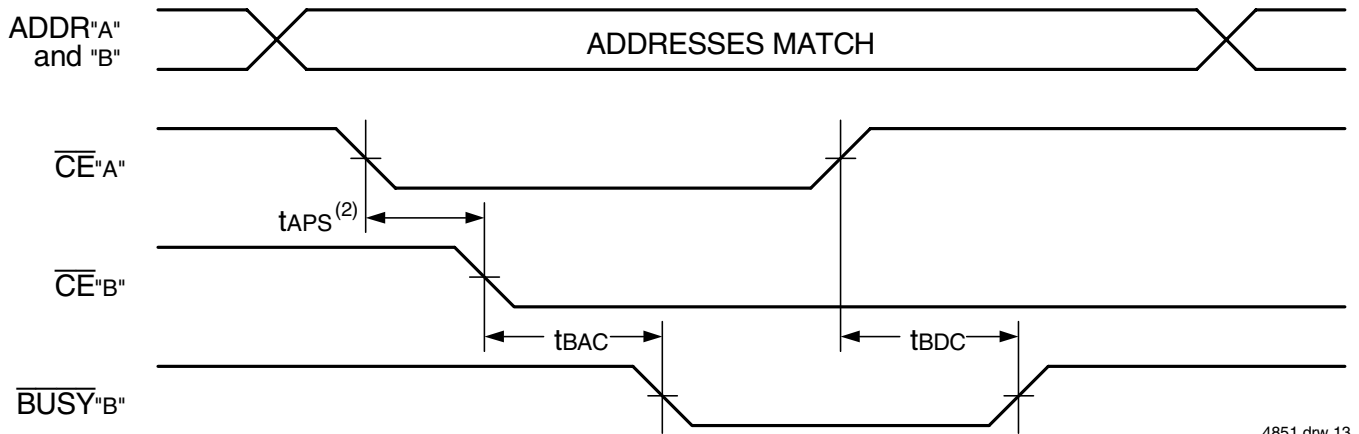 ADDR"A"
and "B"
ADDRESSES MATCH
CE"A"
tAPS(2)
CE"B"
tBAC
tBDC
BUSY"B"
4851 drw 13